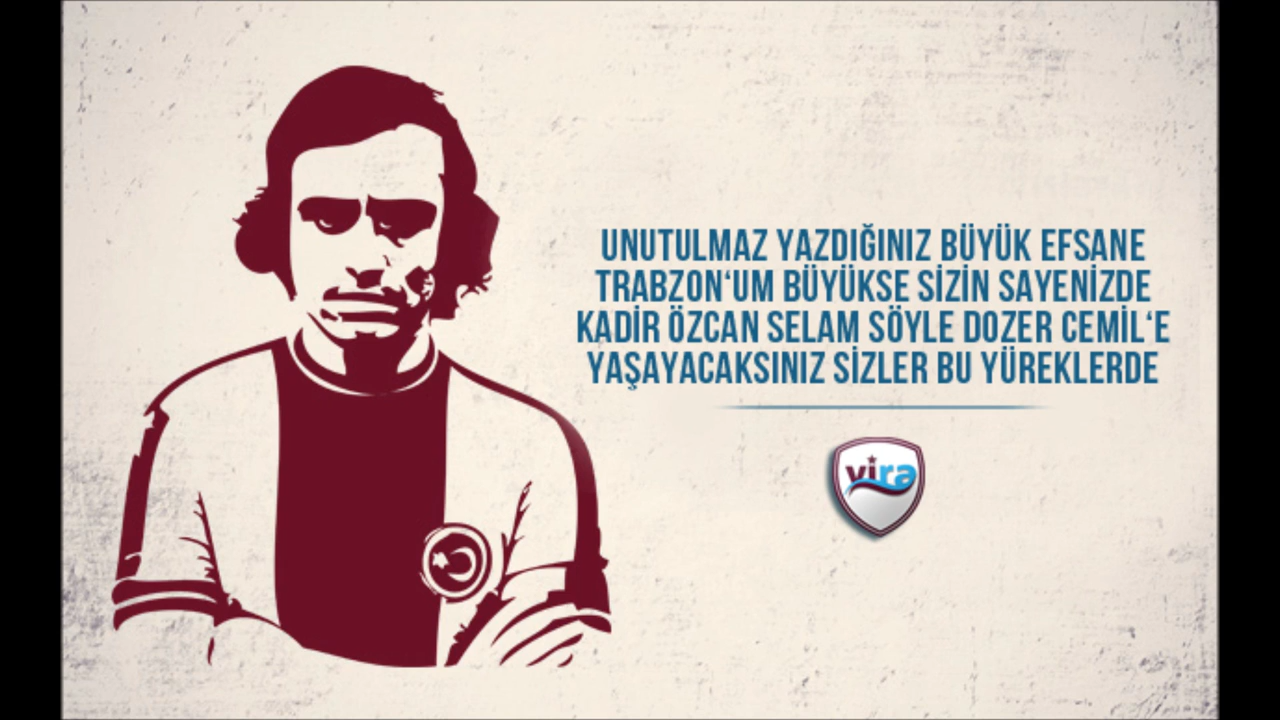 UNUTULMAZ YAZDIĞINIZ BÜYÜK EFSANE
TRABZON‘UM BÜYÜKSE SİZİN SAYENİZDE
KADİR ÖZCAN SELAM SÖYLE DOZER CEMİL‘E
YAŞAYACAKSINIZ SİZLER BU YÜREKLERDE
vira